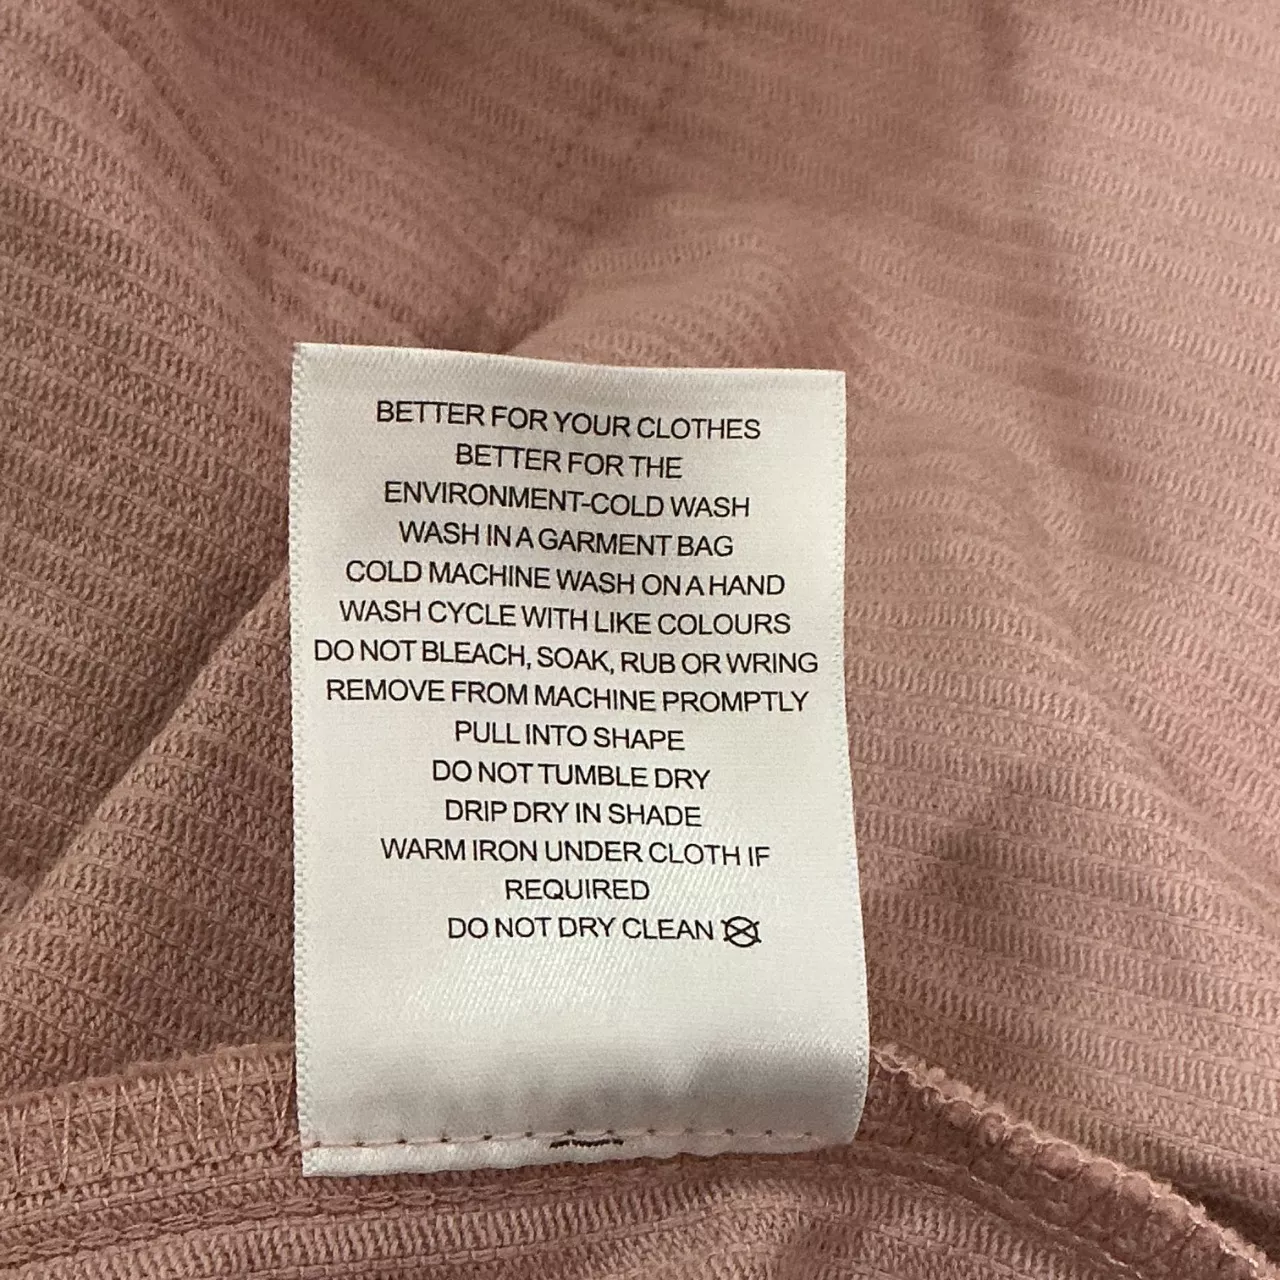 BETTER FOR YOUR CLOTHES
BETTER FOR THE
ENVIRONMENT-COLD WASH
WASH IN A GARMENT BAG
COLD MACHINE WASH ON A HAND
WASH CYCLE WITH LIKE COLOURS
DO NOT BLEACH, SOAK, RUB OR WRING
REMOVE FROM MACHINE PROMPTLY
PULL INTO SHAPE
DO NOT TUMBLE DRY
DRIP DRY IN SHADE
WARM IRON UNDER CLOTH IF
REQUIRED
DO NOT DRY CLEAN